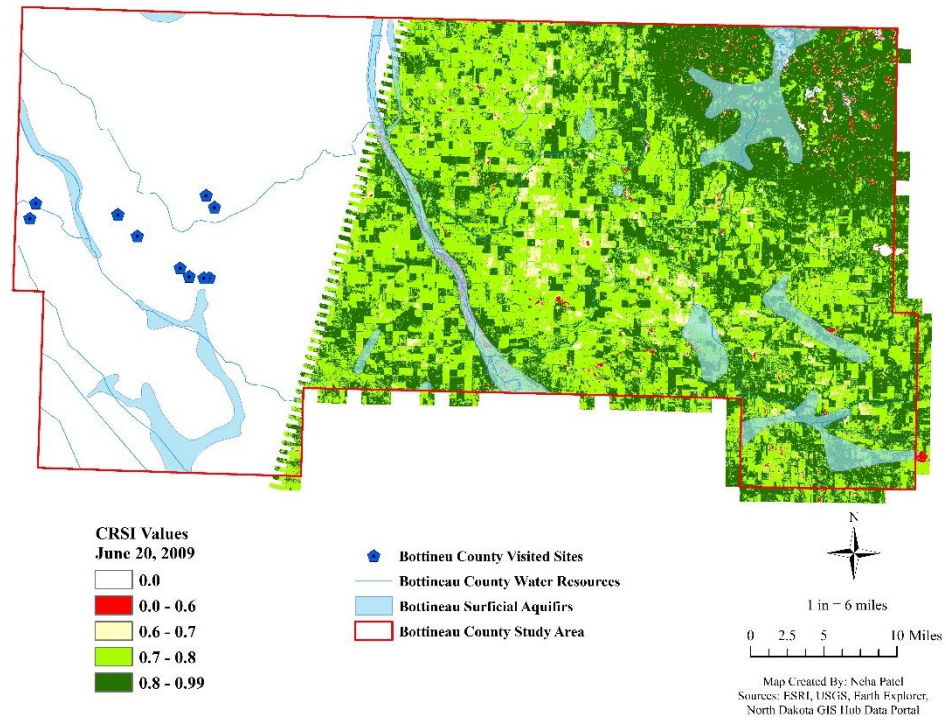 CRSI Values
June 20, 2009
0.0
0.0 - 0.6
0.6 - 0.7
0.7 - 0.8
0.8 - 0.99
Bottineu County Visited Sites
Bottineau County Water Resources
Bottineau Surficial Aquifirs
Bottineau County Study Area
N
1 in = 6 miles
0 2.5 5 10 Miles
Map Created By: Neha Patel
Sources: ESRI, USGS, Earth Explorer,
North Dakota GIS Hub Data Portal